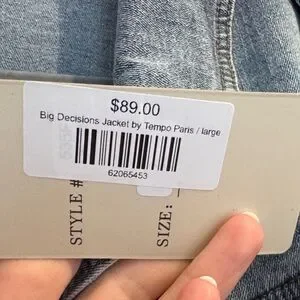 $89.00
Big Decisions Jacket by Tempo Paris / large
62065453
STYLE #
SIZE: